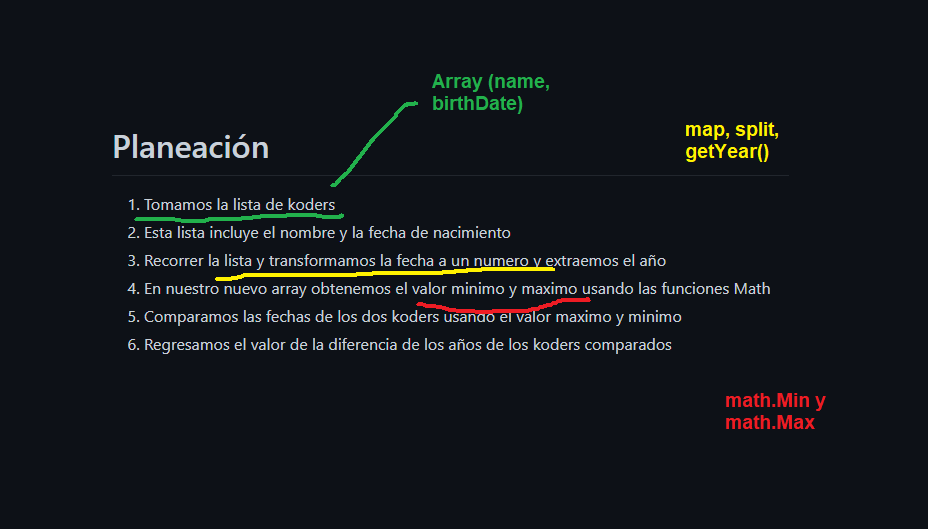 Array (name,
birthDate)
map, split,
getYear()
Planeación
1. Tomamos la lista de koders
2. Esta lista incluye el nombre y la fecha de nacimiento
3. Recorrer la lista y transformamos la fecha a un numero y extraemos el año
4. En nuestro nuevo array obtenemos el valor minimo y maximo usando las funciones Math
5. Comparamos las fechas de los dos koders usando el valor maximo y minimo
6. Regresamos el valor de la diferencia de los años de los koders comparados
math.Min y
math.Max